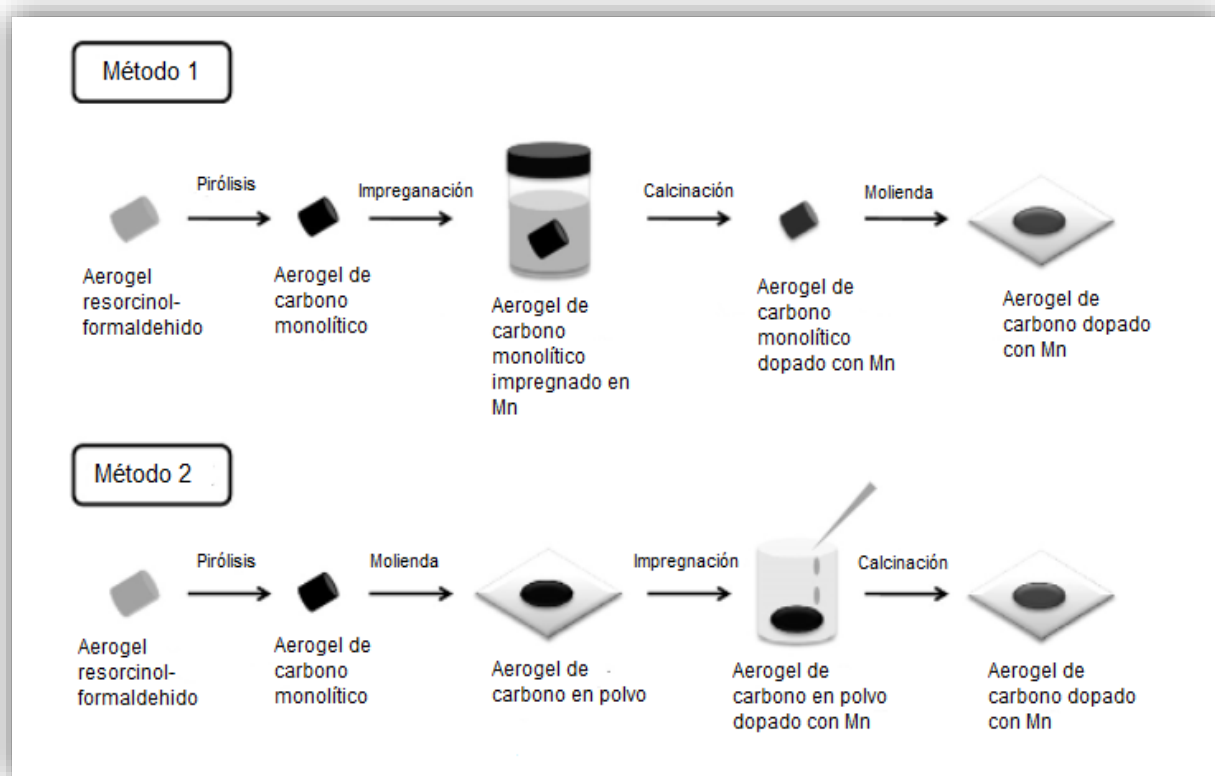 Método 1
Pirólisis
Impreganación
Calcinación
Molienda
Aerogel
resorcinol-
formaldehido
Aerogel de
carbono
monolítico
Aerogel de
carbono
monolítico
impregnado en
Mn
Aerogel de
carbono
monolítico
dopado con Mn
Aerogel de
carbono dopado
con Mn
Método 2
Pirólisis
Molienda
Impregnación
Calcinación
Aerogel
resorcinol-
formaldehido
Aerogel de
carbono
monolítico
Aerogel de
carbono en polvo
Aerogel de
carbono en polvo
dopado con Mn
Aerogel de
carbono dopado
con Mn